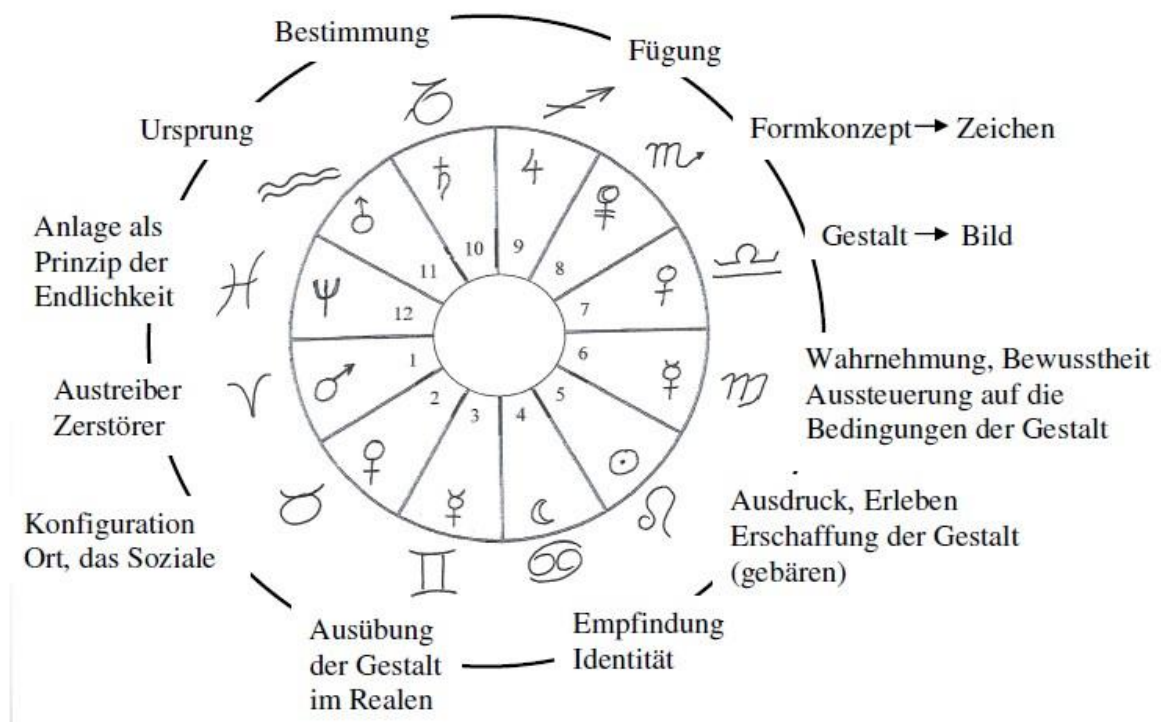 Bestimmung
Fügung
Formkonzept → Zeichen
Ursprung
Gestalt → Bild
Anlage als
Prinzip der
Endlichkeit
Wahrnehmung, Bewusstheit
Aussteuerung auf die
Bedingungen der Gestalt
Austreiber
Zerstörer
Ausdruck, Erleben
Erschaffung der Gestalt
(gebären)
Konfiguration
Ort, das Soziale
Ausübung
der Gestalt
im Realen
Empfindung
Identität
♑ ♐ ♏ ♎ ♍ ♌ ♋ ♊ ♉ ♈ ♓ ♒
♄ ♃ ♀ ☿ ☉ ☾ ☿ ♀ ♂ ♆
10
9
11
8
12
7
1
6
2
5
3
4